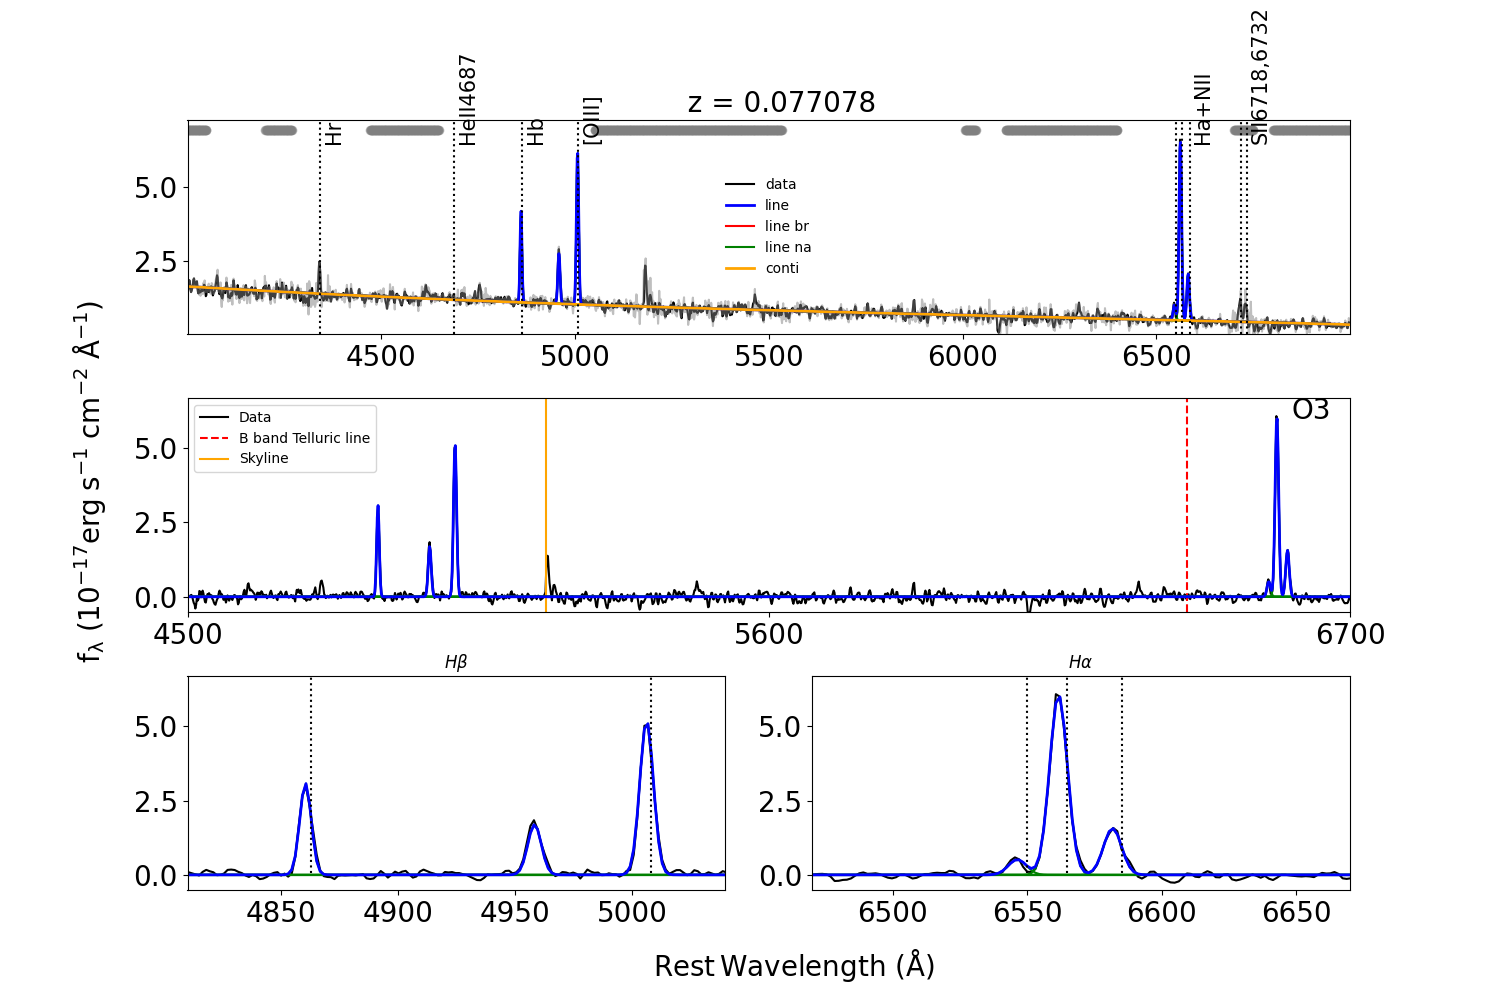 z = 0.077078
Hr
HeII4687
Hb
[OIII]
Ha+NII
SII6718,6732
5.0
2.5
data
line
line br
line na
conti
4500
5000
5500
6000
6500
f_λ (10^−17 erg s^−1 cm^−2 Å^−1)
5.0
2.5
0.0
Data
B band Telluric line
Skyline
O3
4500
5600
6700
Hβ
5.0
2.5
0.0
4850
4900
4950
5000
Hα
5.0
2.5
0.0
6500
6550
6600
6650
Rest Wavelength (Å)